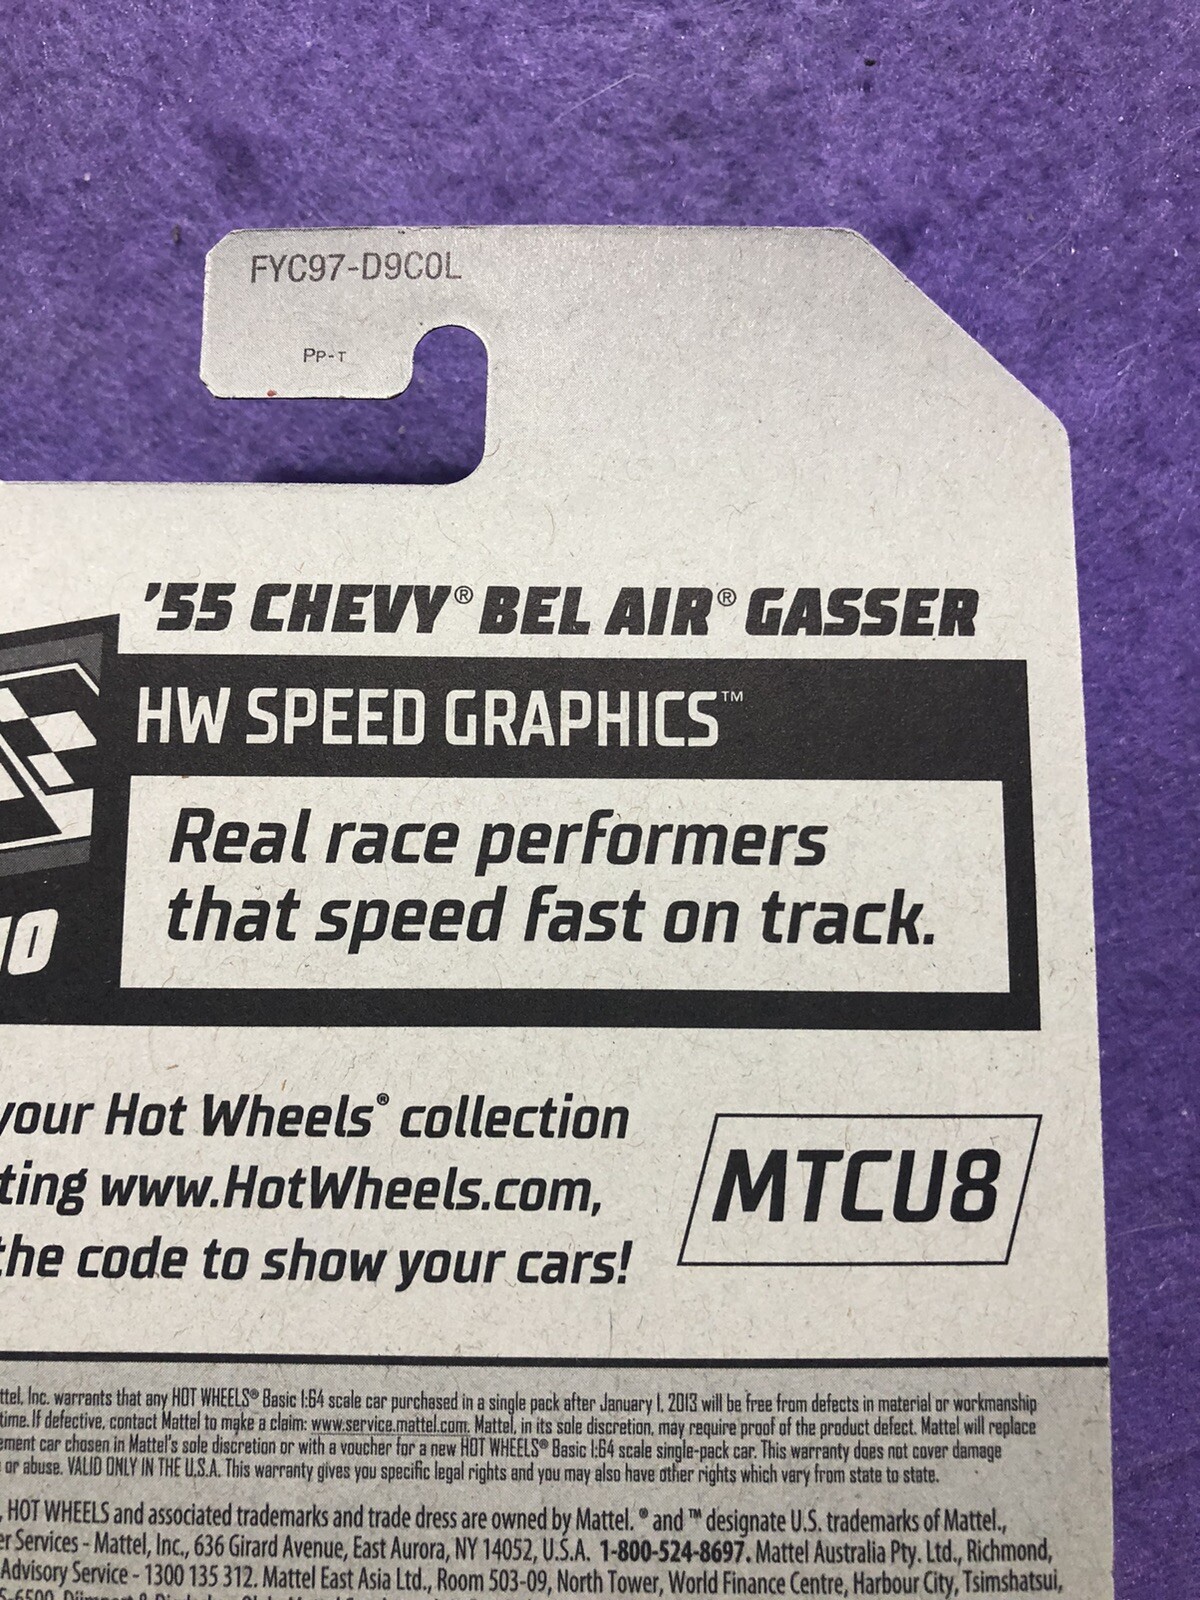 FYC97-D9C0L
PP-T
'55 CHEVY® BEL AIR® GASSER
HW SPEED GRAPHICS™
Real race performers
that speed fast on track.
10
your Hot Wheels® collection
ting www.HotWheels.com,
the code to show your cars!
MTCU8
ttel, Inc. warrants that any HOT WHEELS® Basic 1:64 scale car purchased in a single pack after January 1, 2013 will be free from defects in material or workmanship
time. If defective, contact Mattel to make a claim: www.service.mattel.com. Mattel, in its sole discretion, may require proof of the product defect. Mattel will replace
ement car chosen in Mattel's sole discretion or with a voucher for a new HOT WHEELS® Basic 1:64 scale single-pack car. This warranty does not cover damage
or abuse. VALID ONLY IN THE U.S.A. This warranty gives you specific legal rights and you may also have other rights which vary from state to state.
, HOT WHEELS and associated trademarks and trade dress are owned by Mattel. ® and ™ designate U.S. trademarks of Mattel.,
er Services - Mattel, Inc., 636 Girard Avenue, East Aurora, NY 14052, U.S.A. 1-800-524-8697. Mattel Australia Pty. Ltd., Richmond,
Advisory Service - 1300 135 312. Mattel East Asia Ltd., Room 503-09, North Tower, World Finance Centre, Harbour City, Tsimshatsui,